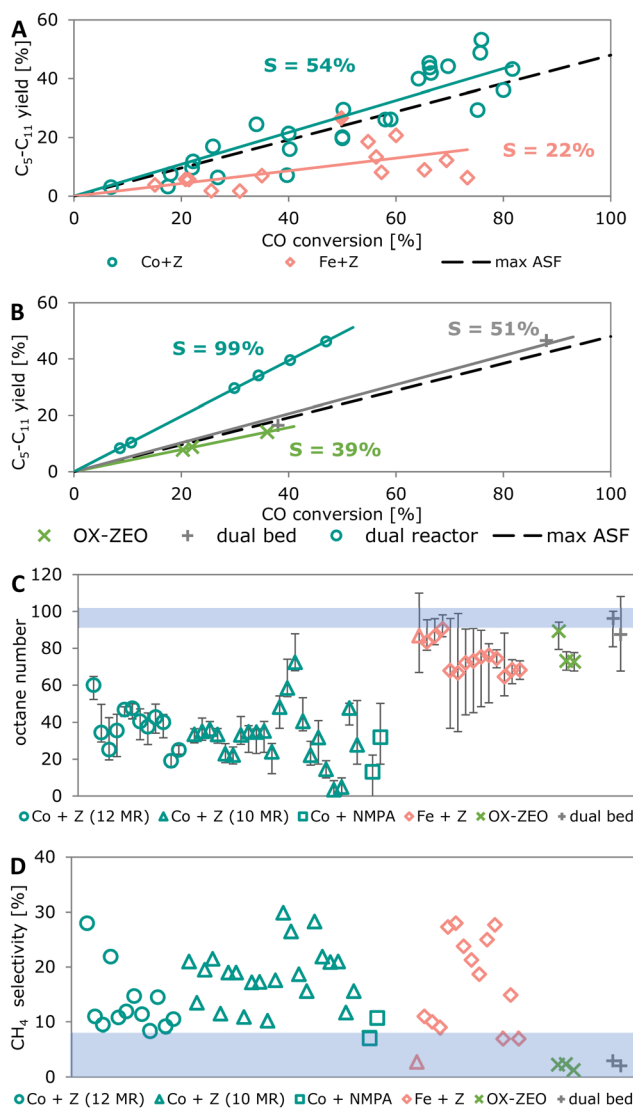 A
60
40
20
0
C₅-C₁₁ yield [%]
S = 54%
S = 22%
0 20 40 60 80 100
CO conversion [%]
Co+Z Fe+Z max ASF
B
60
40
20
0
C₅-C₁₁ yield [%]
S = 99%
S = 51%
S = 39%
0 20 40 60 80 100
CO conversion [%]
OX-ZEO dual bed dual reactor max ASF
C
120
100
80
60
40
20
0
octane number
Co + Z (12 MR) Co + Z (10 MR) Co + NMPA Fe + Z OX-ZEO dual bed
D
40
30
20
10
0
CH₄ selectivity [%]
Co + Z (12 MR) Co + Z (10 MR) Co + NMPA Fe + Z OX-ZEO dual bed